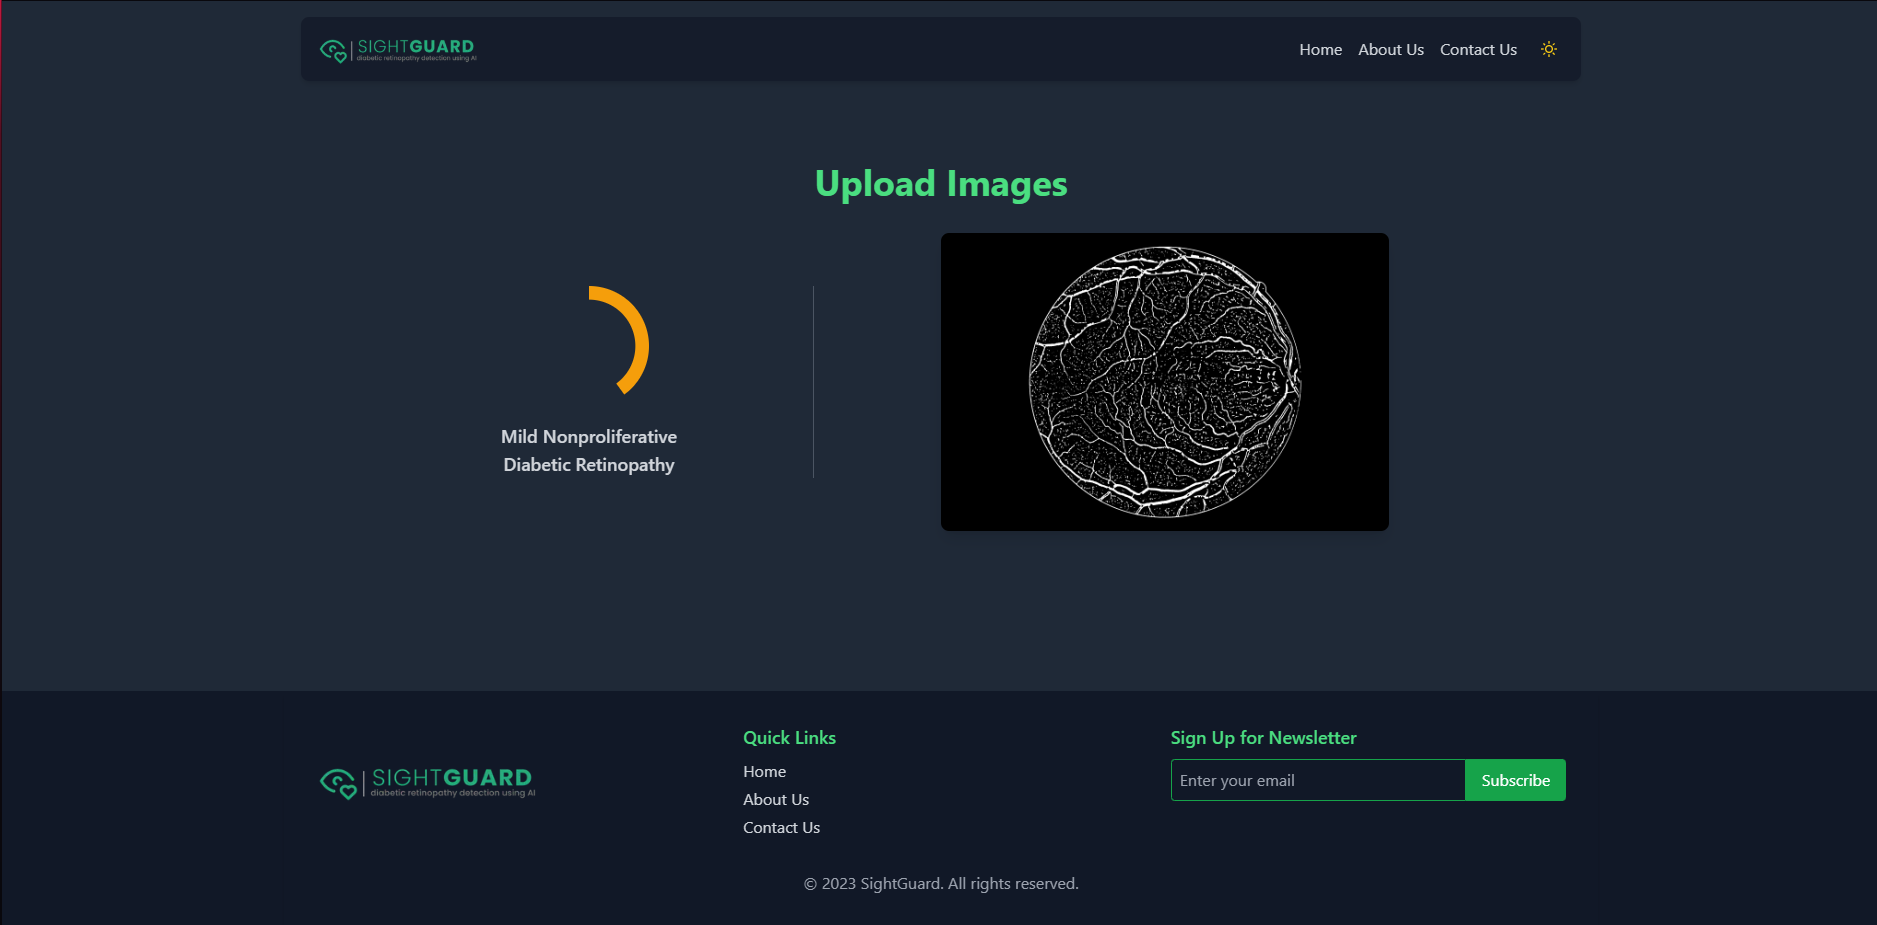 SIGHTGUARD
diabetic retinopathy detection using AI
Home About Us Contact Us
Upload Images
Mild Nonproliferative
Diabetic Retinopathy
Quick Links
Home
About Us
Contact Us
SIGHTGUARD
diabetic retinopathy detection using AI
Sign Up for Newsletter
Enter your email Subscribe
© 2023 SightGuard. All rights reserved.